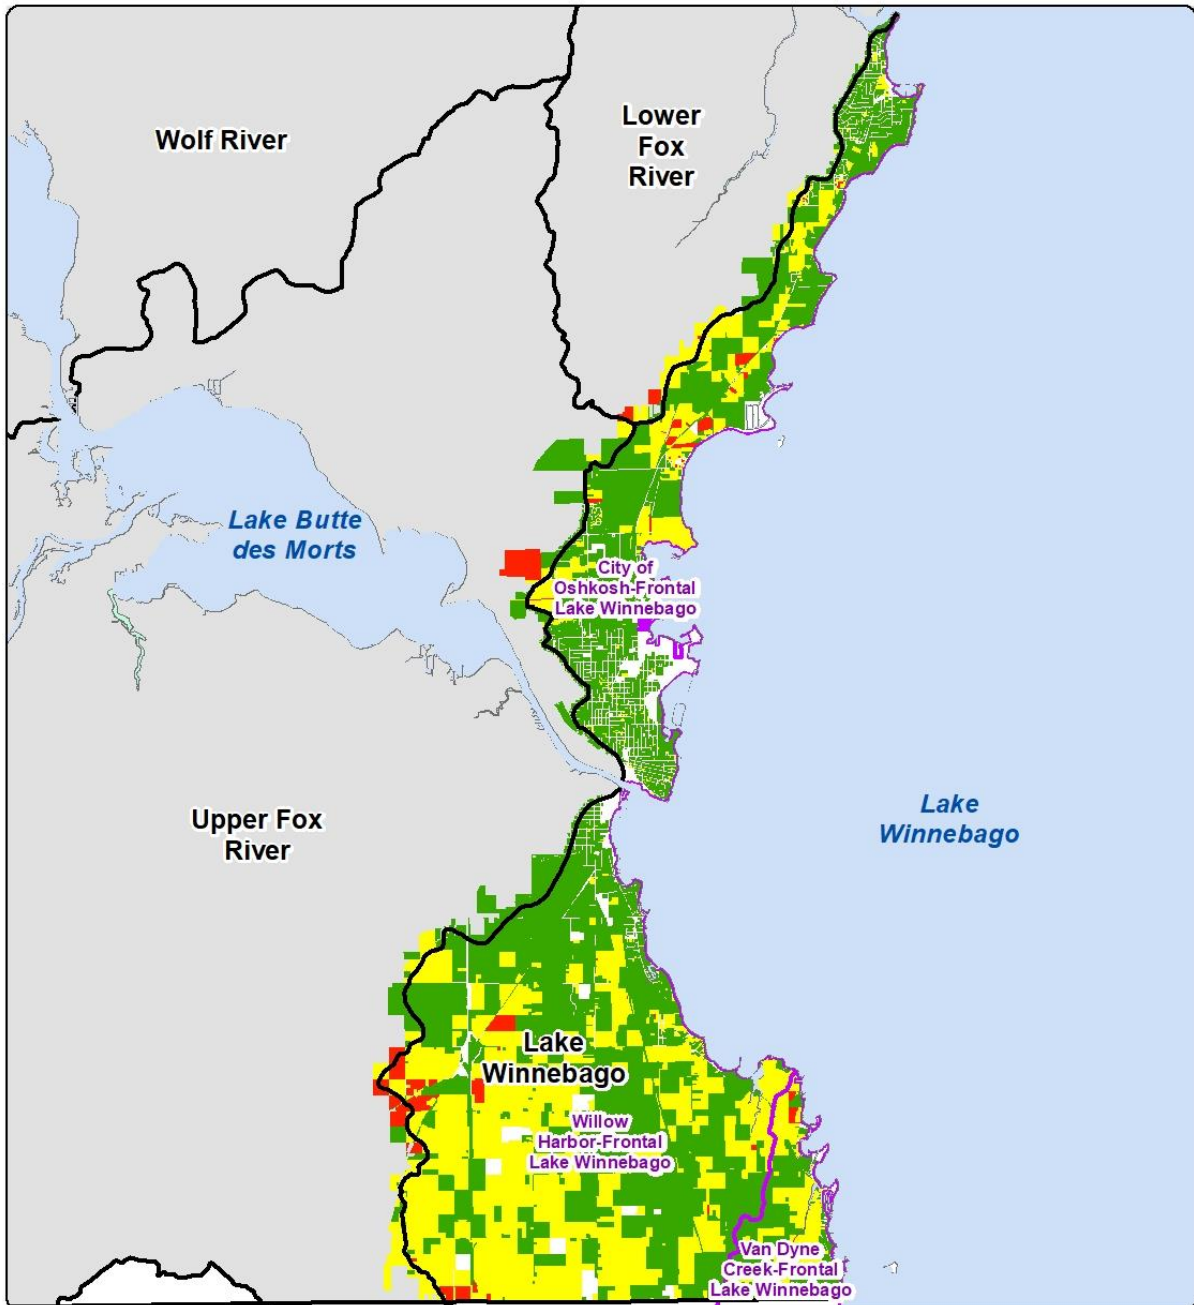 Wolf River
Lower
Fox
River
Lake Butte
des Morts
City of
Oshkosh-Frontal
Lake Winnebago
Upper Fox
River
Lake
Winnebago
Lake
Winnebago
Willow
Harbor-Frontal
Lake Winnebago
Van Dyne
Creek-Frontal
Lake Winnebago